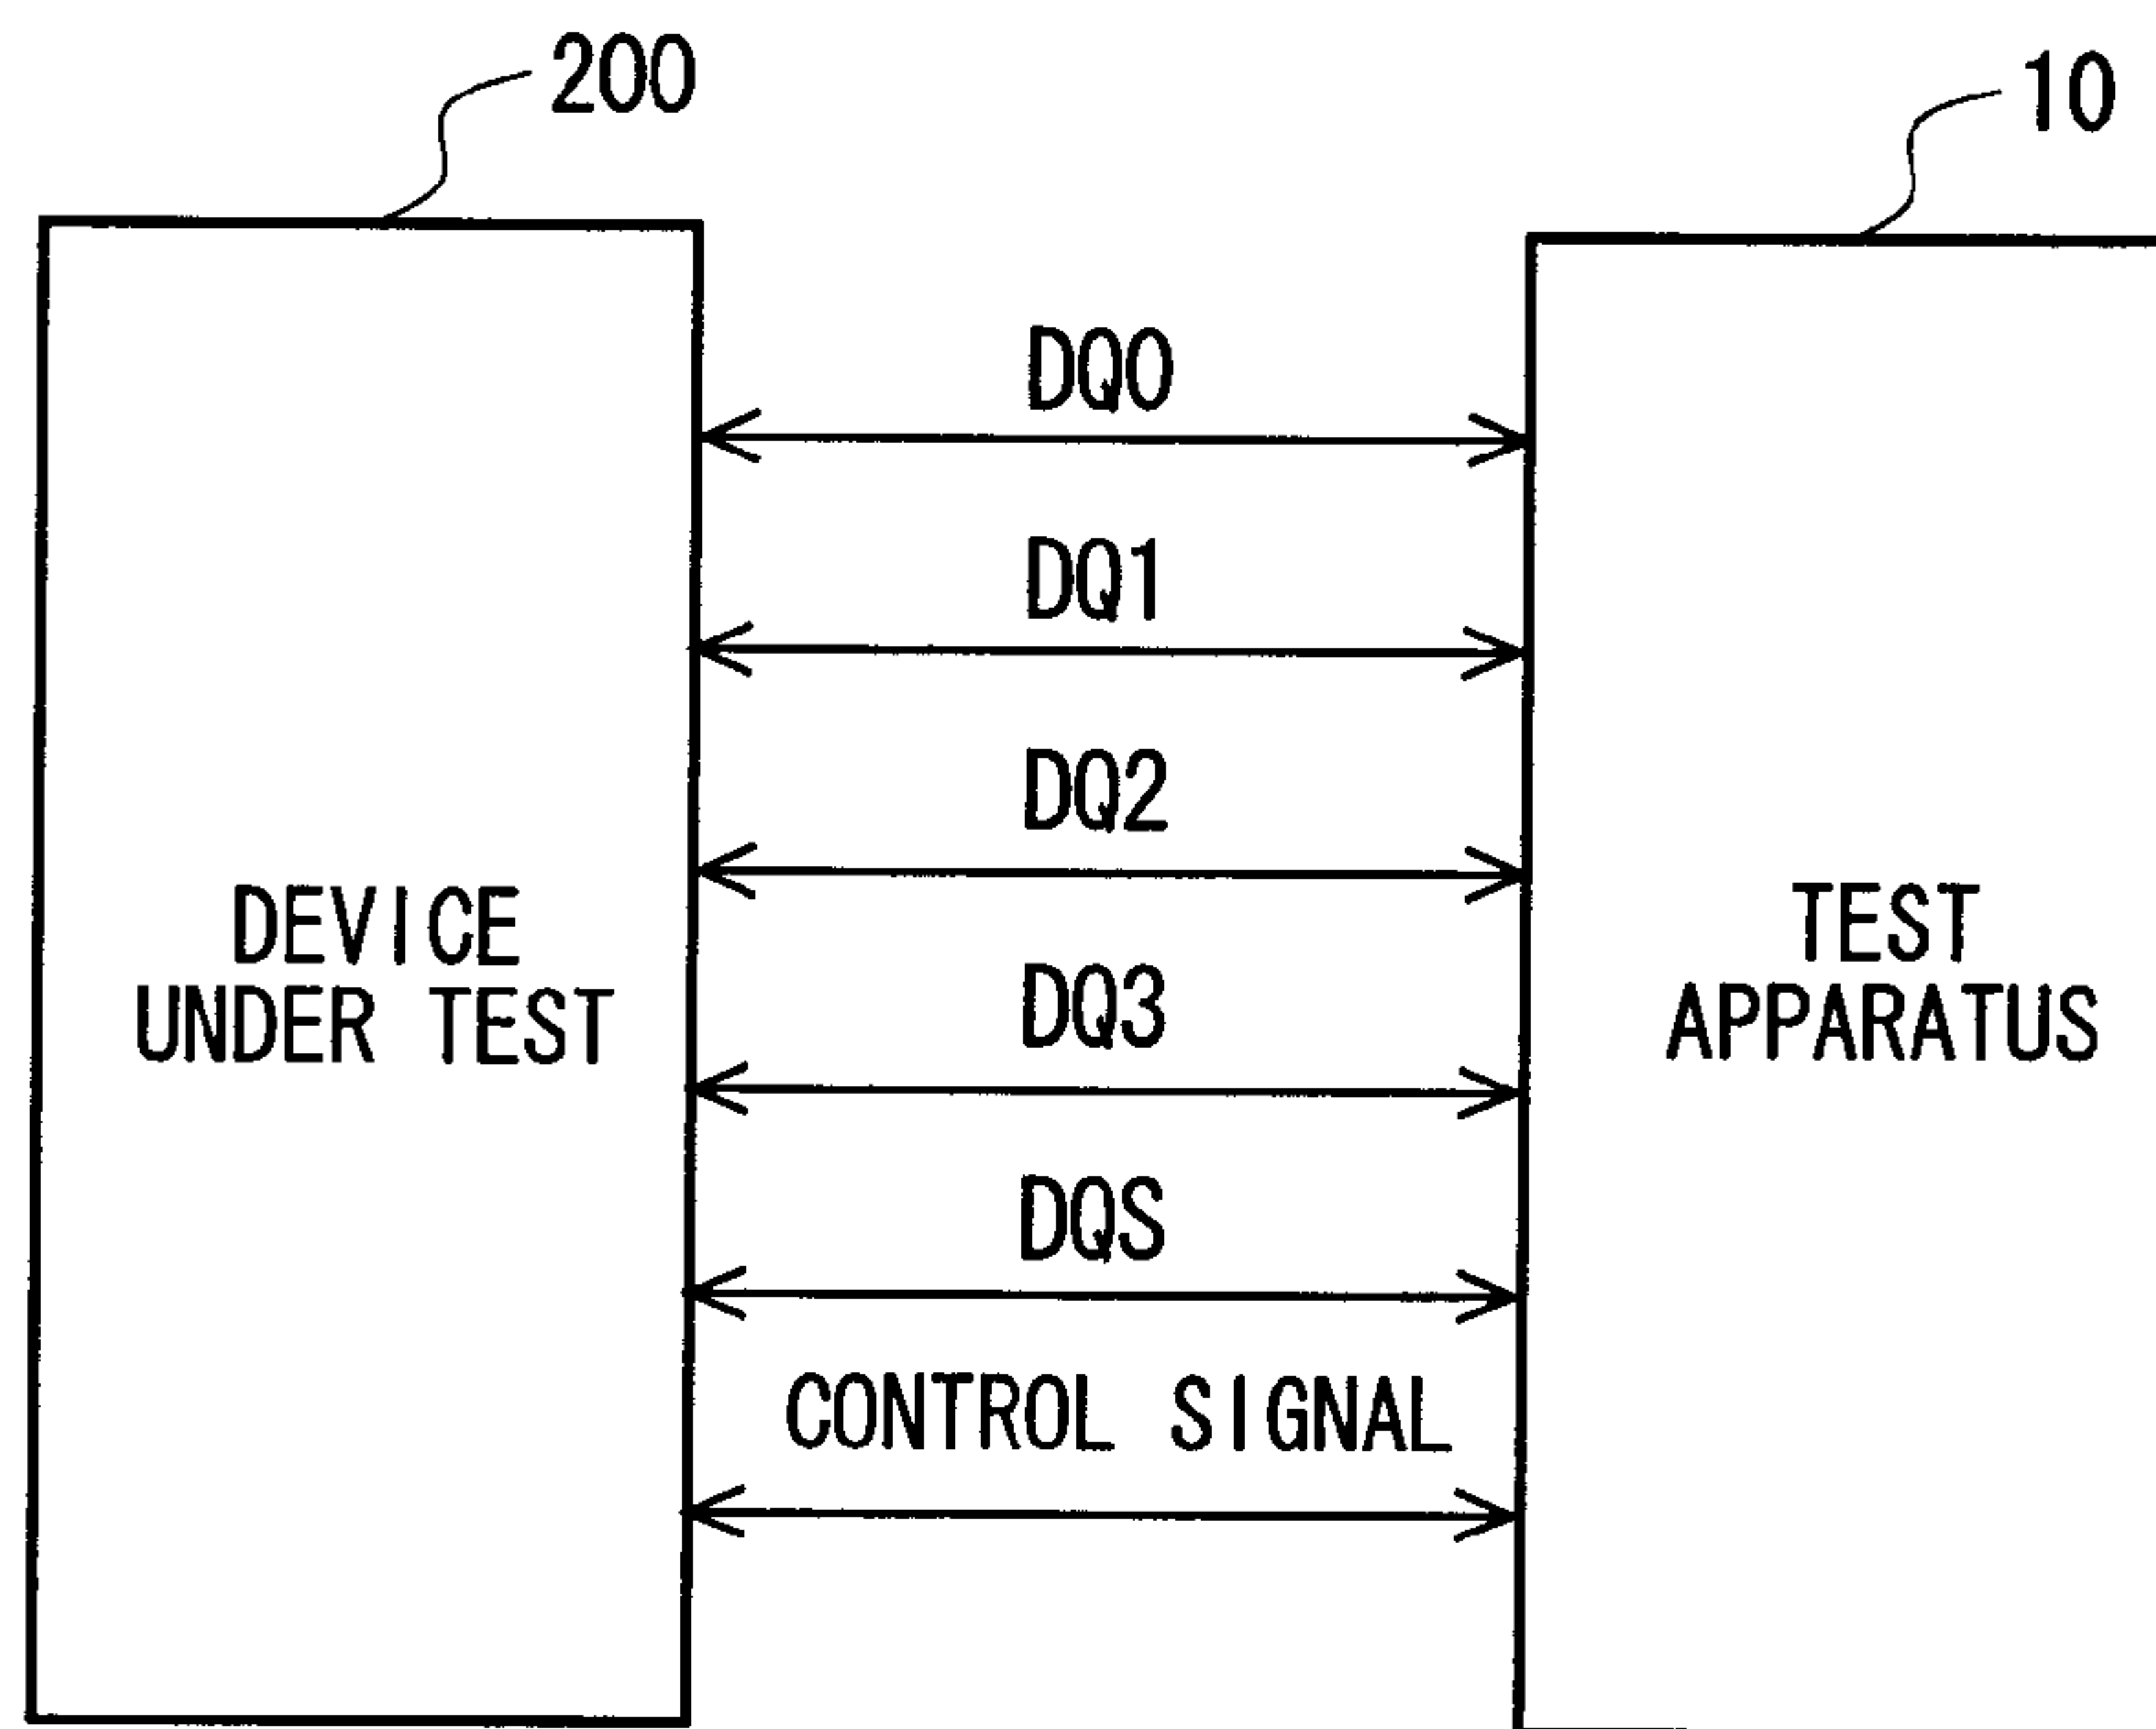 200
10
DQ0
DQ1
DQ2
DEVICE
UNDER TEST
DQ3
TEST
APPARATUS
DQS
CONTROL SIGNAL